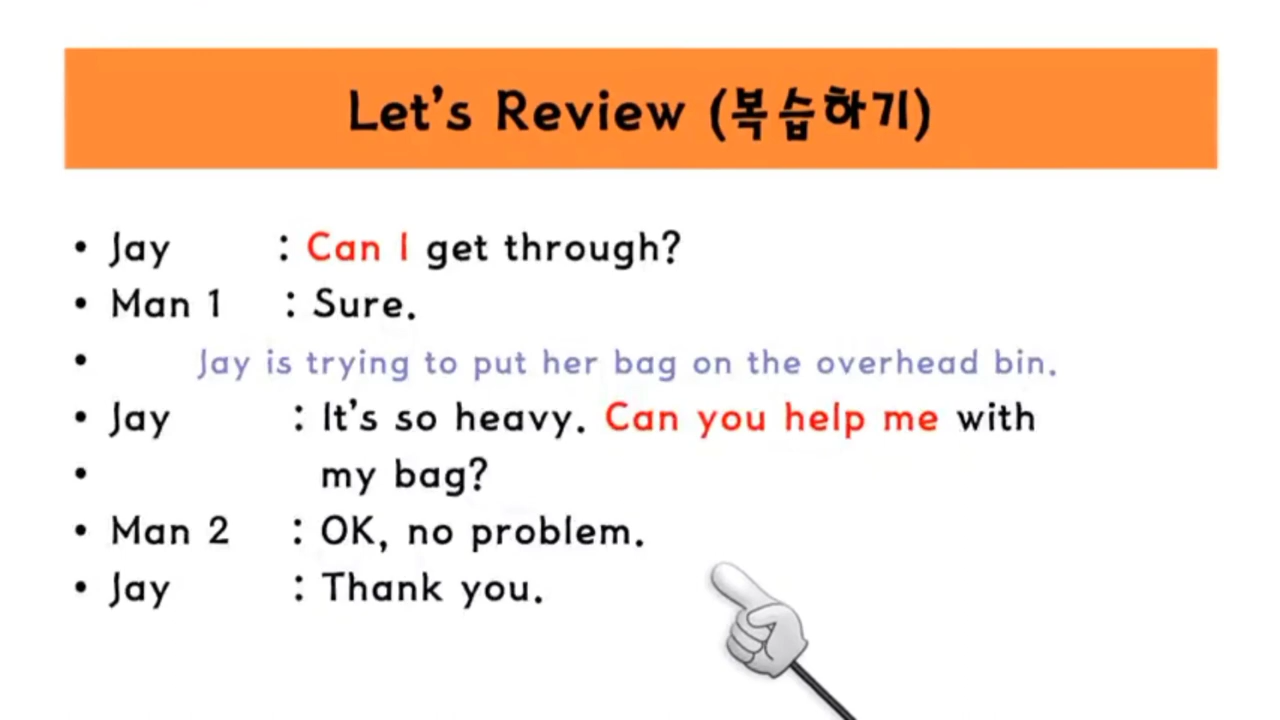 Let's Review (복습하기)
• Jay : Can I get through?
• Man 1 : Sure.
• Jay is trying to put her bag on the overhead bin.
• Jay : It's so heavy. Can you help me with
• my bag?
• Man 2 : OK, no problem.
• Jay : Thank you.